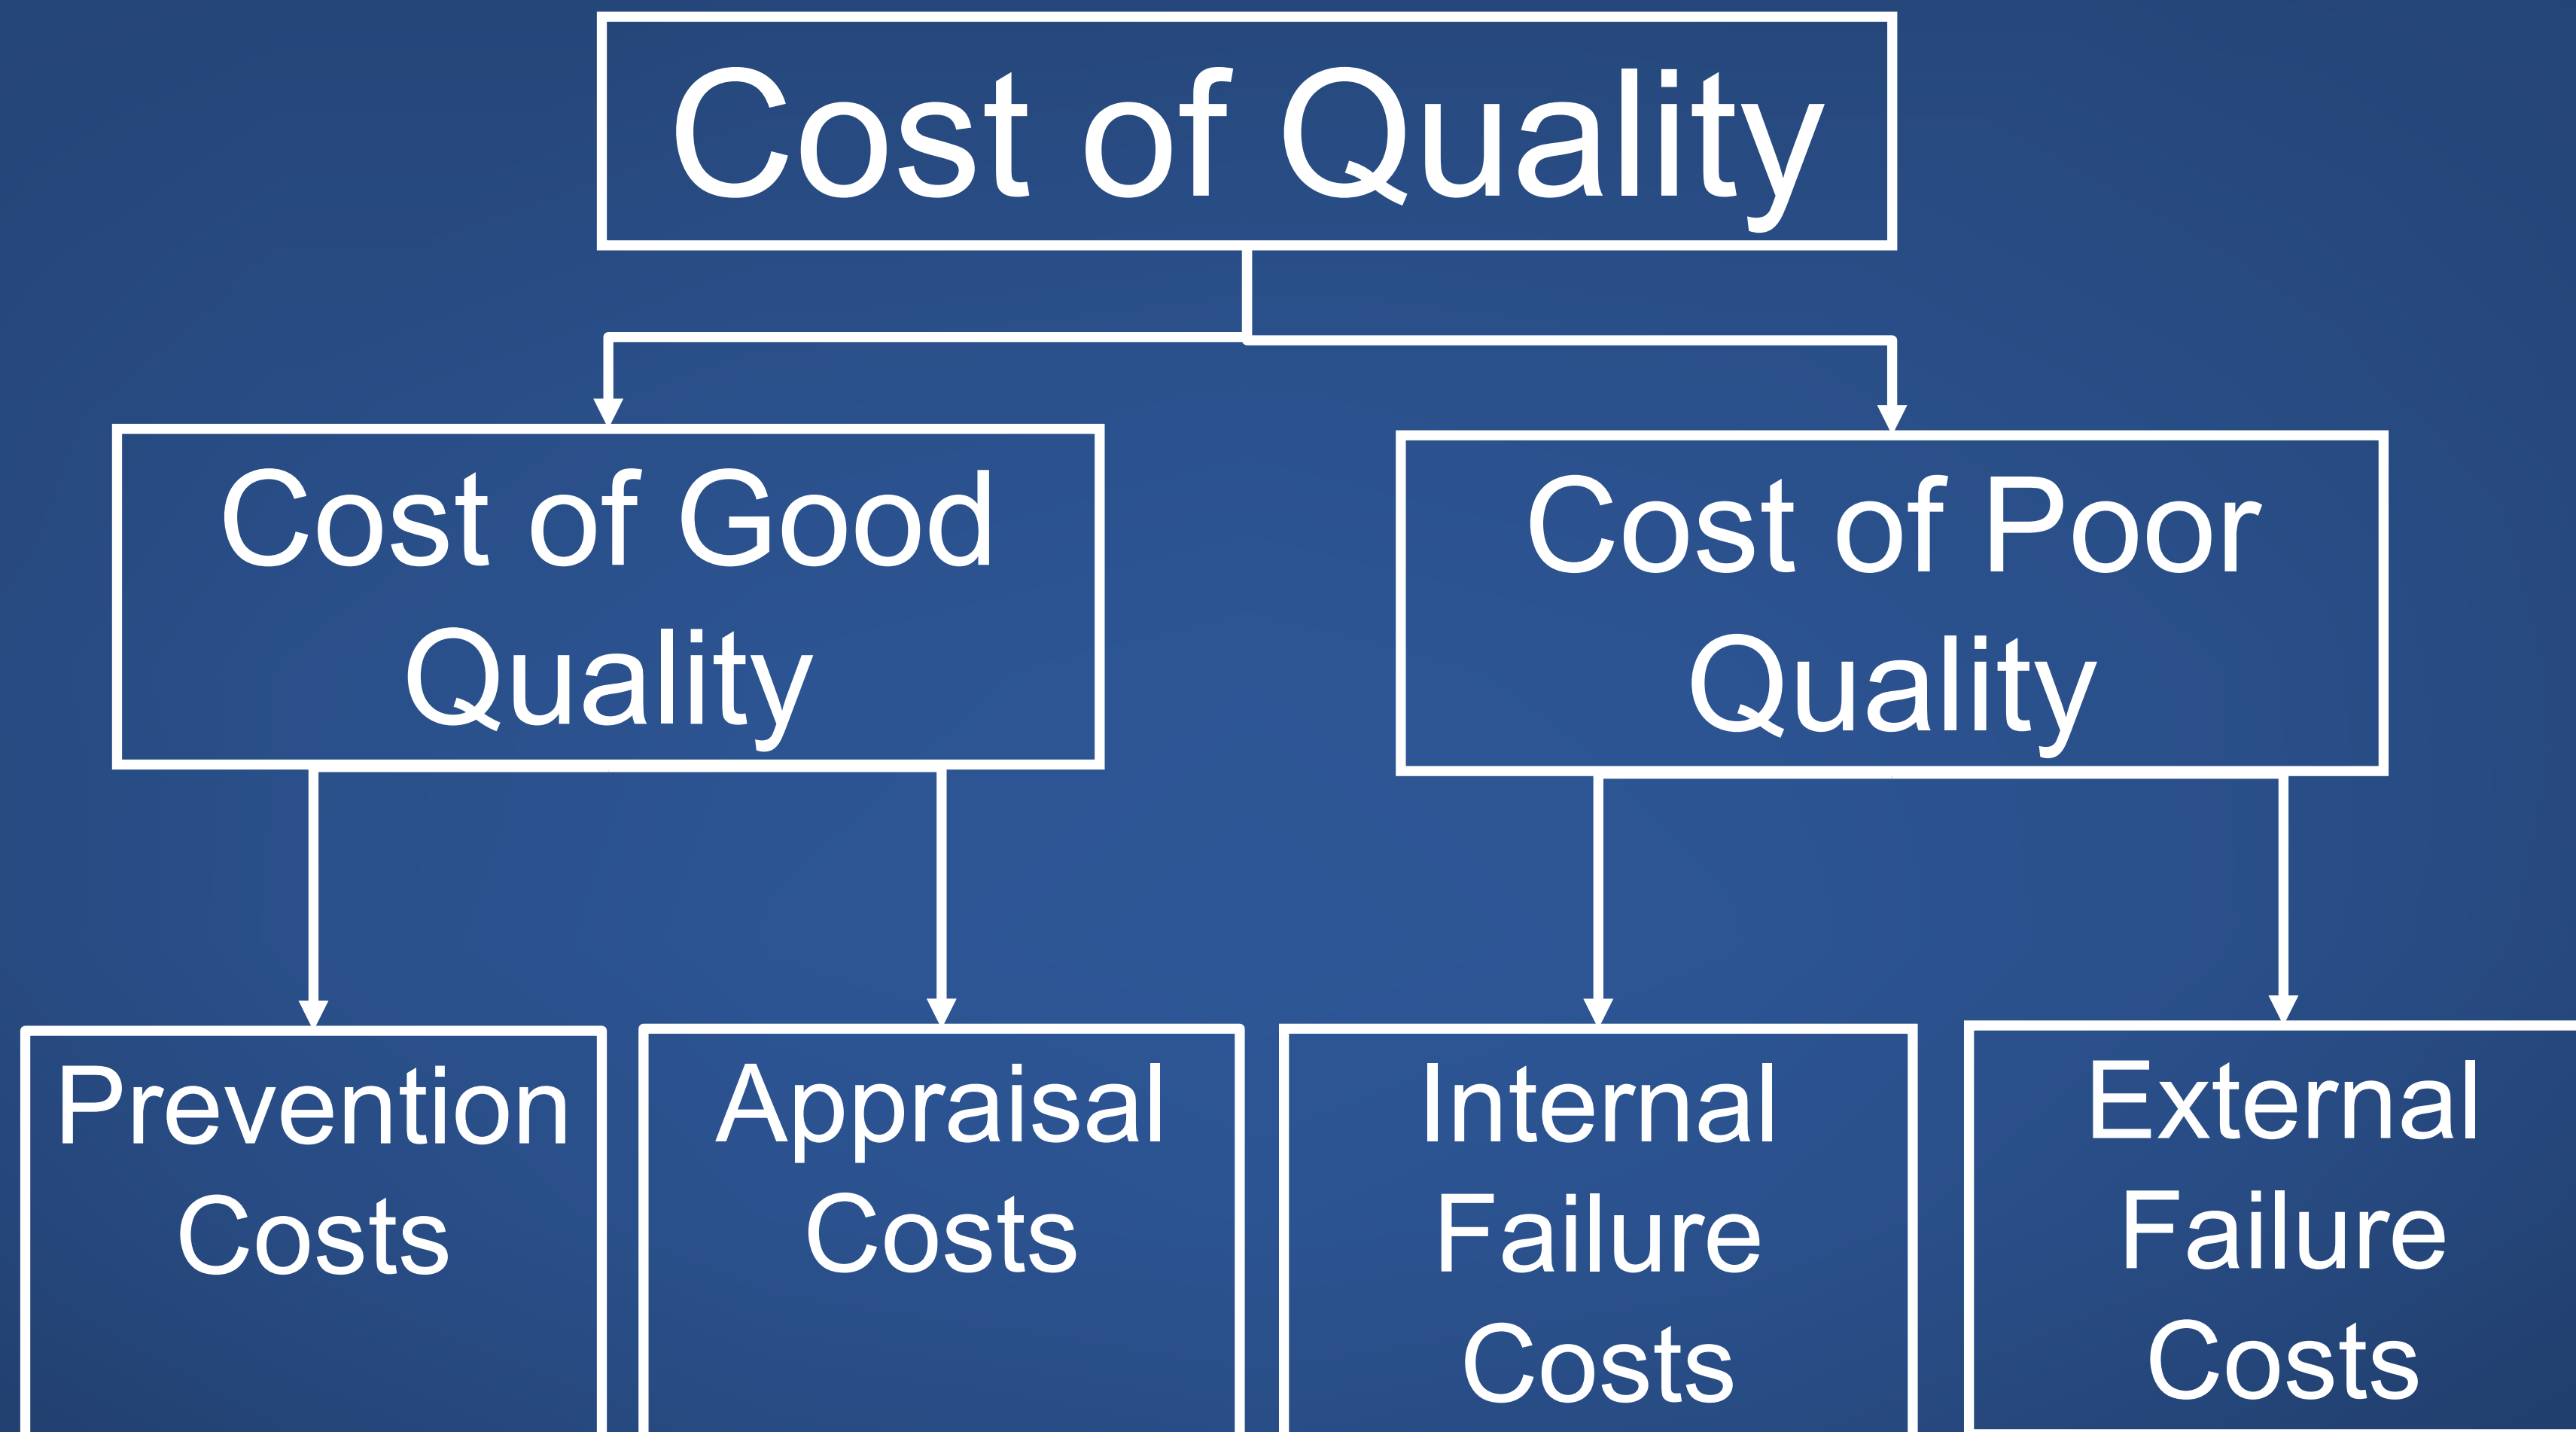 Cost of Quality
Cost of Good
Quality
Cost of Poor
Quality
Prevention
Costs
Appraisal
Costs
Internal
Failure
Costs
External
Failure
Costs